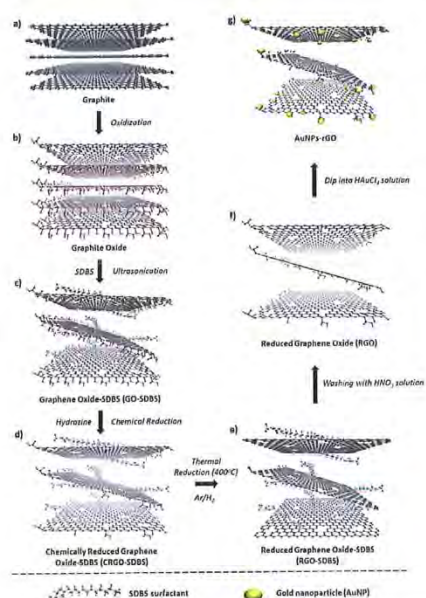 a)
Graphite
Oxidization
b)
Graphite Oxide
SDBS Ultrasonication
c)
Graphene Oxide-SDBS (GO-SDBS)
Hydrazine Chemical Reduction
d)
Chemically Reduced Graphene
Oxide-SDBS (CRGO-SDBS)
Thermal
Reduction (400°C)
Ar/H₂
e)
Reduced Graphene Oxide-SDBS
(RGO-SDBS)
Washing with HNO₃ solution
f)
Reduced Graphene Oxide (RGO)
Dip into HAuCl₄ solution
g)
AuNPs-rGO
SDBS surfactant
Gold nanoparticle (AuNP)